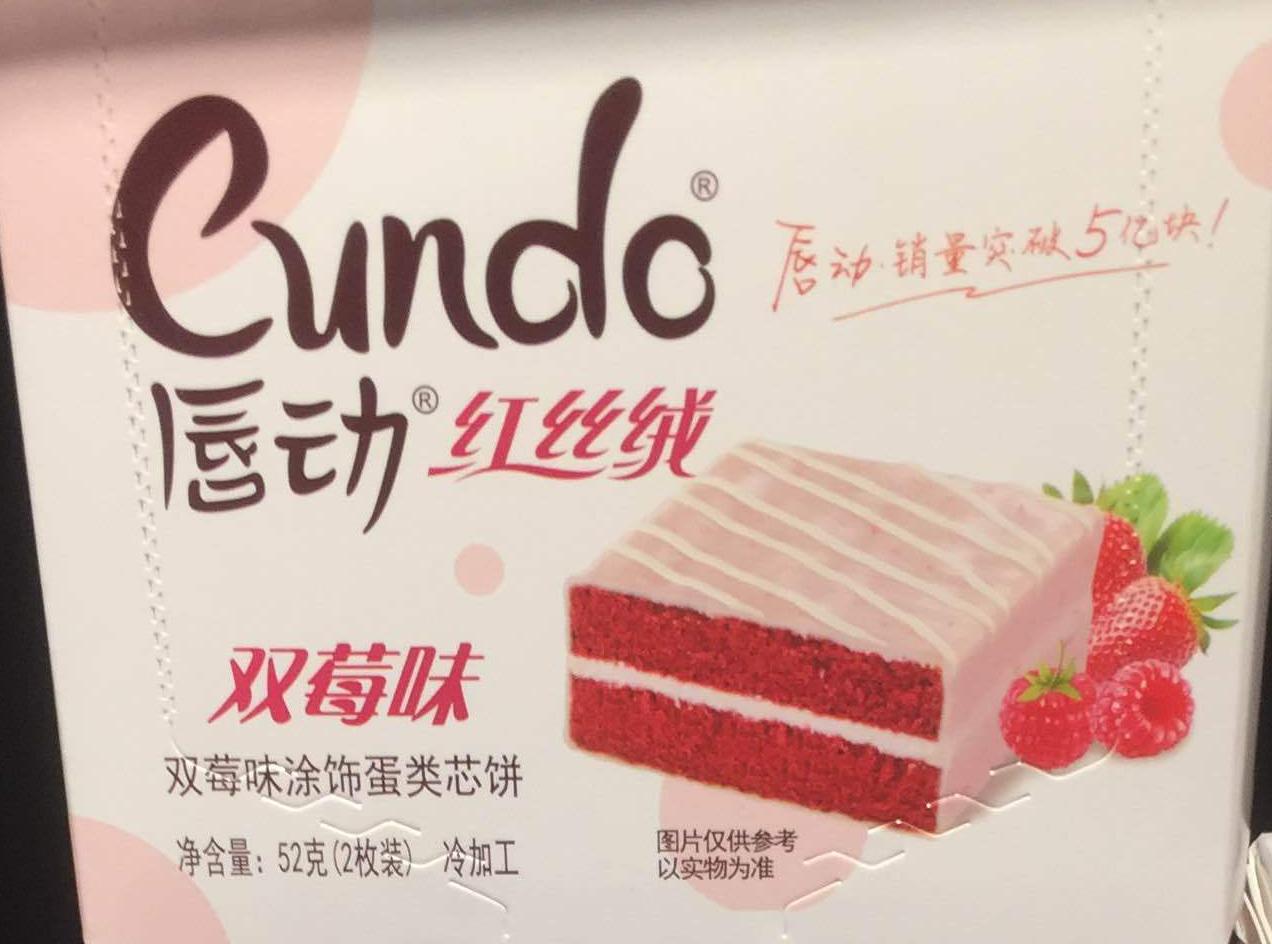 Cundo®
唇动·销量突破5亿块!
唇动® 红丝绒
双莓味
双莓味涂饰蛋类芯饼
净含量：52克(2枚装) 冷加工
图片仅供参考
以实物为准